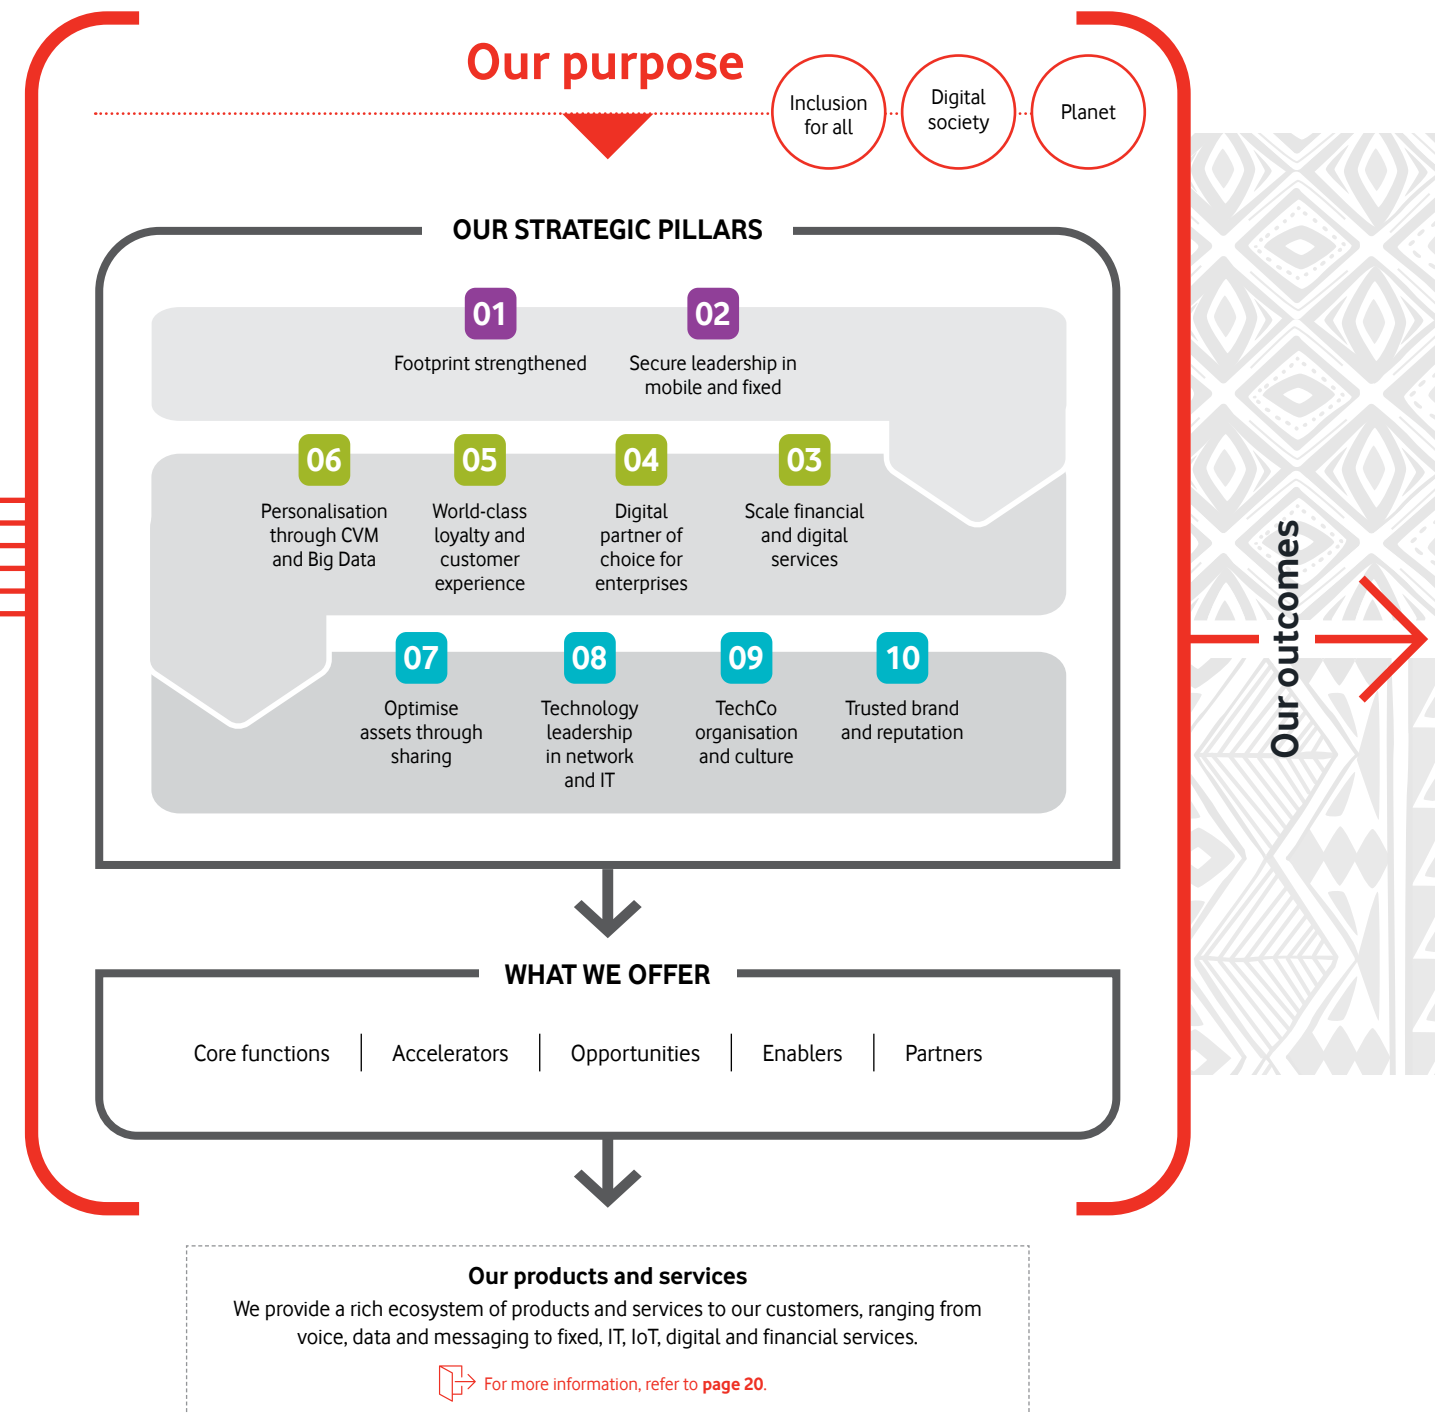 Our purpose
Inclusion
for all
Digital
society
Planet
OUR STRATEGIC PILLARS
01
Footprint strengthened
02
Secure leadership in
mobile and fixed
06
Personalisation
through CVM
and Big Data
05
World-class
loyalty and
customer
experience
04
Digital
partner of
choice for
enterprises
03
Scale financial
and digital
services
07
Optimise
assets through
sharing
08
Technology
leadership
in network
and IT
09
TechCo
organisation
and culture
10
Trusted brand
and reputation
Our outcomes
WHAT WE OFFER
Core functions
Accelerators
Opportunities
Enablers
Partners
Our products and services
We provide a rich ecosystem of products and services to our customers, ranging from
voice, data and messaging to fixed, IT, IoT, digital and financial services.
For more information, refer to page 20.